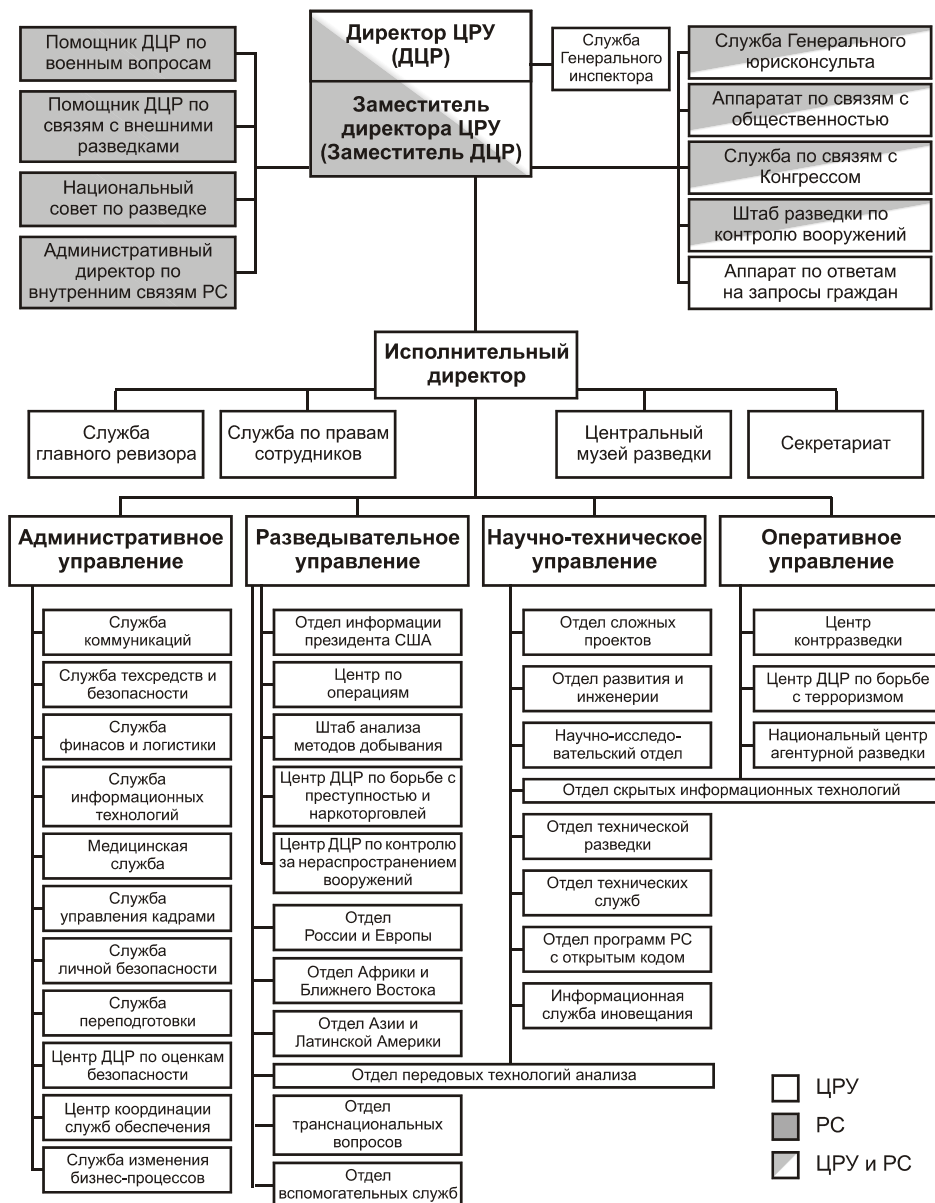 Помощник ДЦР по
военным вопросам
Помощник ДЦР по
связям с внешними
разведками
Национальный
совет по разведке
Административный
директор по
внутренним связям РС
Директор ЦРУ
(ДЦР)
Заместитель
директора ЦРУ
(Заместитель ДЦР)
Служба
Генерального
инспектора
Служба Генерального
юрисконсульта
Аппаратат по связям с
общественностью
Служба по связям с
Конгрессом
Штаб разведки по
контролю вооружений
Аппарат по ответам
на запросы граждан
Исполнительный
директор
Служба
главного ревизора
Служба по правам
сотрудников
Центральный
музей разведки
Секретариат
Административное
управление
Служба
коммуникаций
Служба техсредств и
безопасности
Служба
финасов и логистики
Служба
информационных
технологий
Медицинская
служба
Служба
управления кадрами
Служба
личной безопасности
Служба
переподготовки
Центр ДЦР по оценкам
безопасности
Центр координации
служб обеспечения
Служба изменения
бизнес-процессов
Разведывательное
управление
Отдел информации
президента США
Центр по
операциям
Штаб анализа
методов добывания
Центр ДЦР по борьбе с
преступностью и
наркоторговлей
Центр ДЦР по контролю
за нераспространением
вооружений
Отдел
России и Европы
Отдел Африки и
Ближнего Востока
Отдел Азии и
Латинской Америки
Отдел передовых технологий анализа
Отдел
транснациональных
вопросов
Отдел
вспомогательных служб
Научно-техническое
управление
Отдел сложных
проектов
Отдел развития и
инженерии
Научно-исследо-
вательский отдел
Отдел скрытых информационных технологий
Отдел технической
разведки
Отдел технических
служб
Отдел программ РС
с открытым кодом
Информационная
служба иновещания
Оперативное
управление
Центр
контрразведки
Центр ДЦР по борьбе
с терроризмом
Национальный центр
агентурной разведки
ЦРУ
РС
ЦРУ и РС